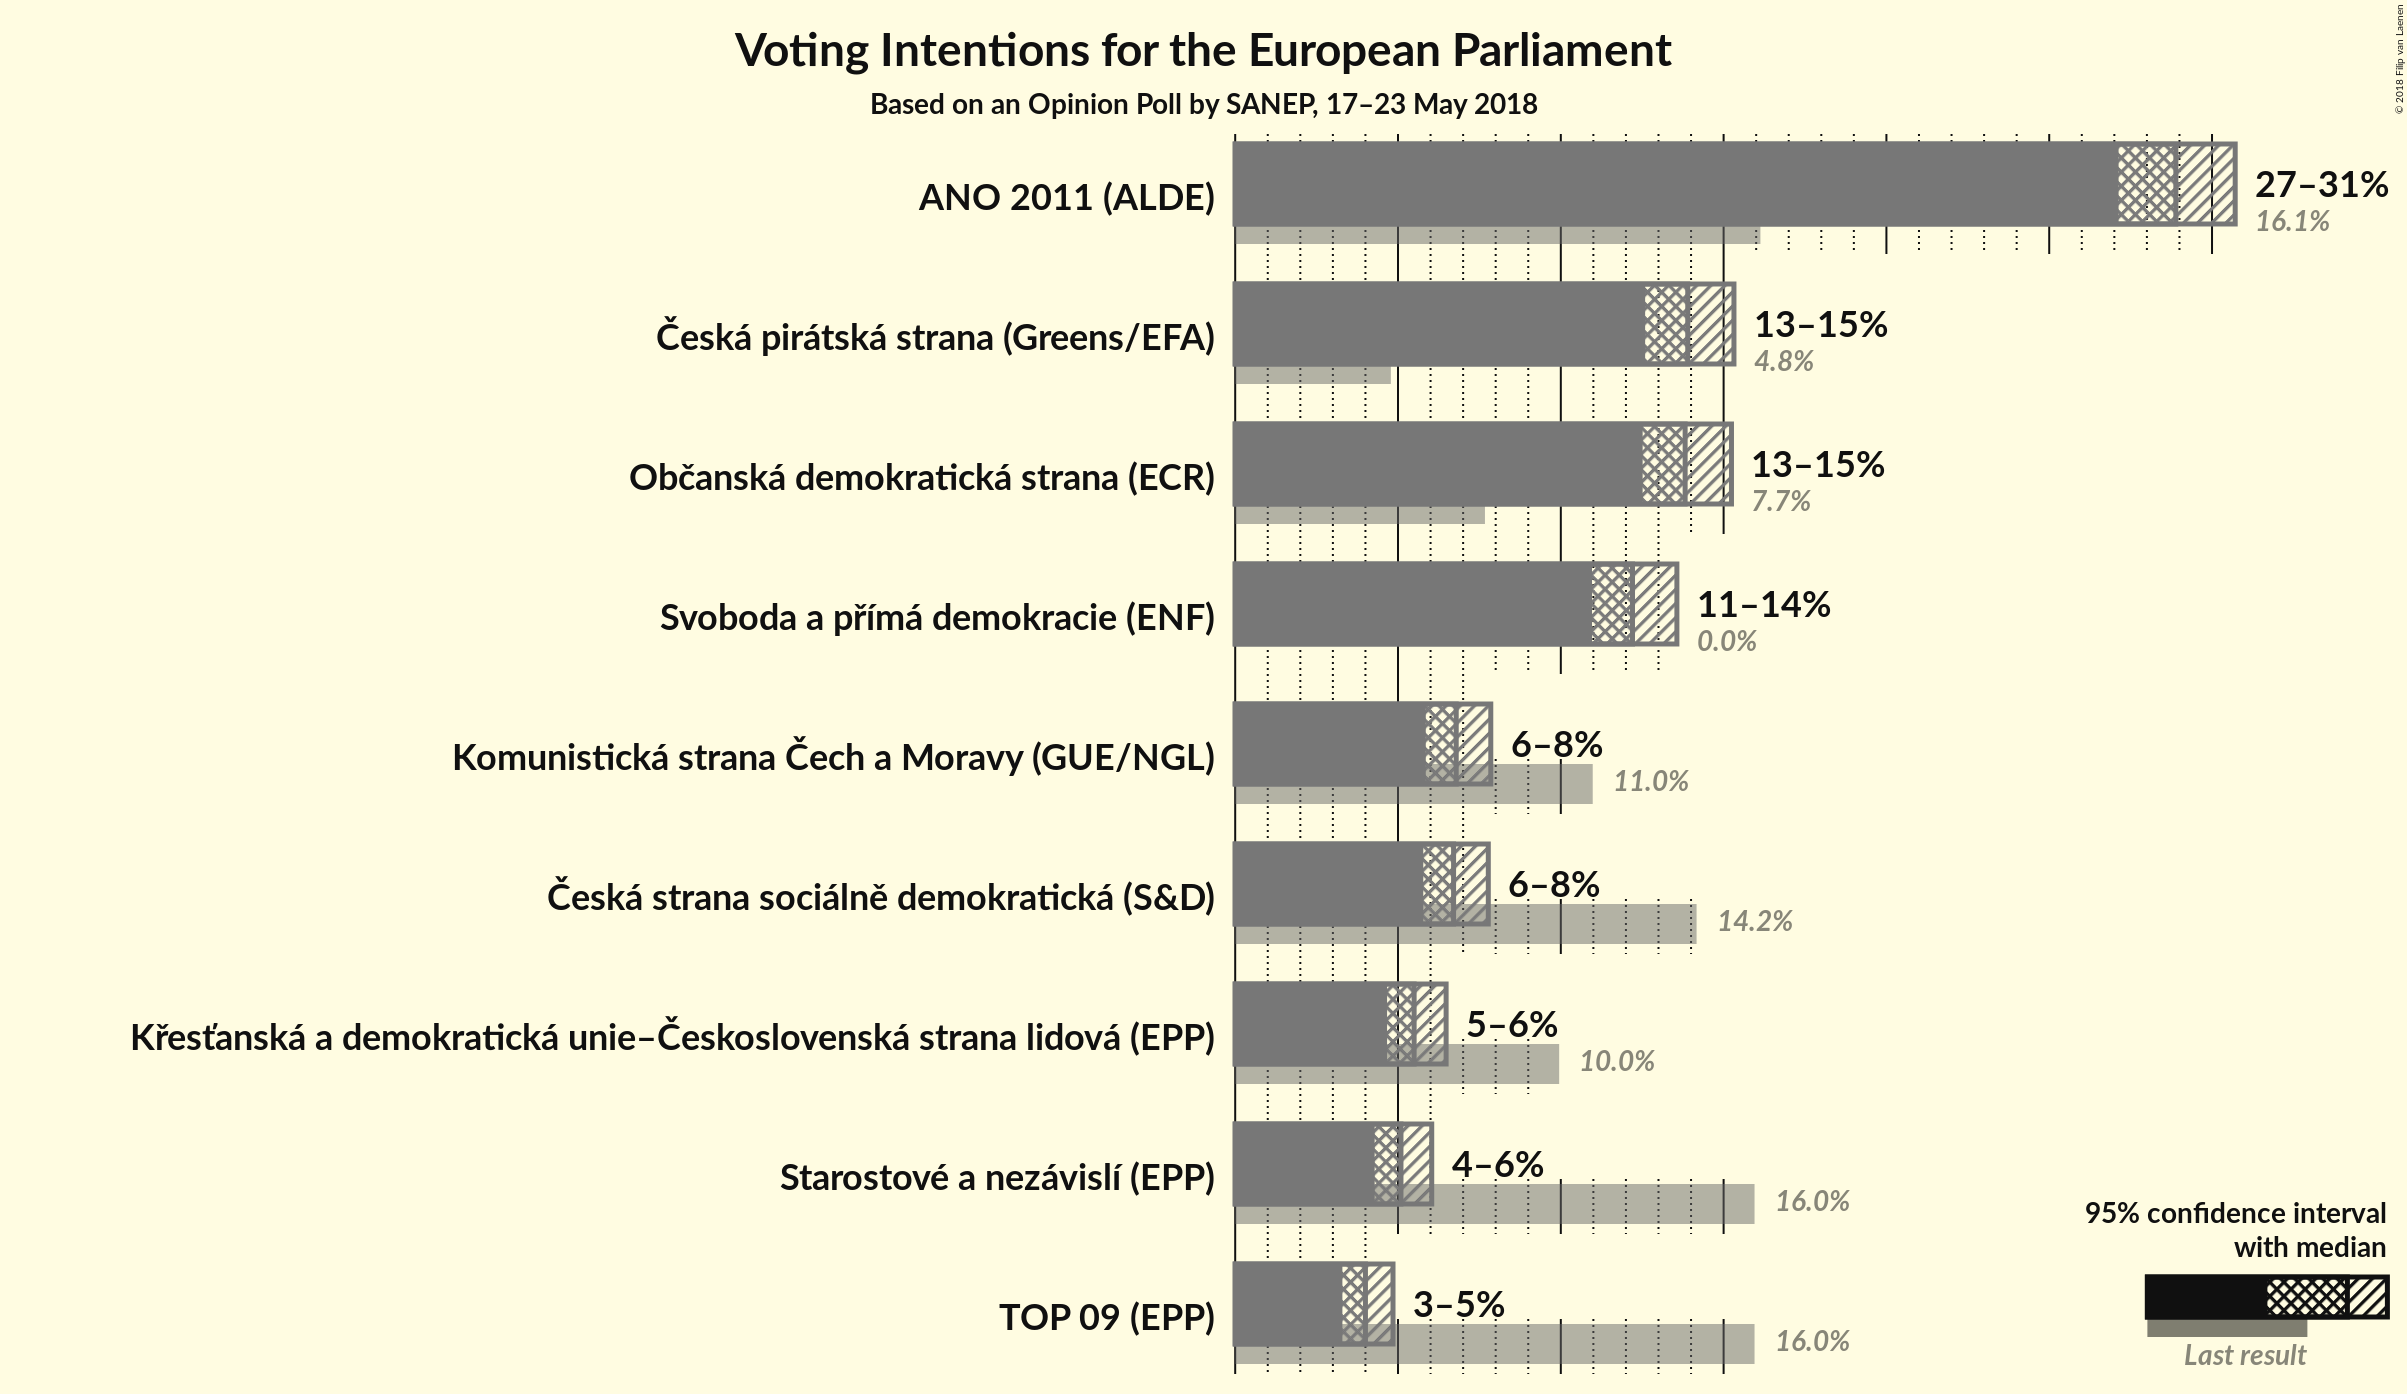 © 2018 Filip van Laenen
Voting Intentions for the European Parliament
Based on an Opinion Poll by SANEP, 17–23 May 2018
ANO 2011 (ALDE)
27–31%
16.1%
Česká pirátská strana (Greens/EFA)
13–15%
4.8%
Občanská demokratická strana (ECR)
13–15%
7.7%
Svoboda a přímá demokracie (ENF)
11–14%
0.0%
Komunistická strana Čech a Moravy (GUE/NGL)
6–8%
11.0%
Česká strana sociálně demokratická (S&D)
6–8%
14.2%
Křesťanská a demokratická unie–Československá strana lidová (EPP)
5–6%
10.0%
Starostové a nezávislí (EPP)
4–6%
16.0%
TOP 09 (EPP)
3–5%
16.0%
95% confidence interval
with median
Last result